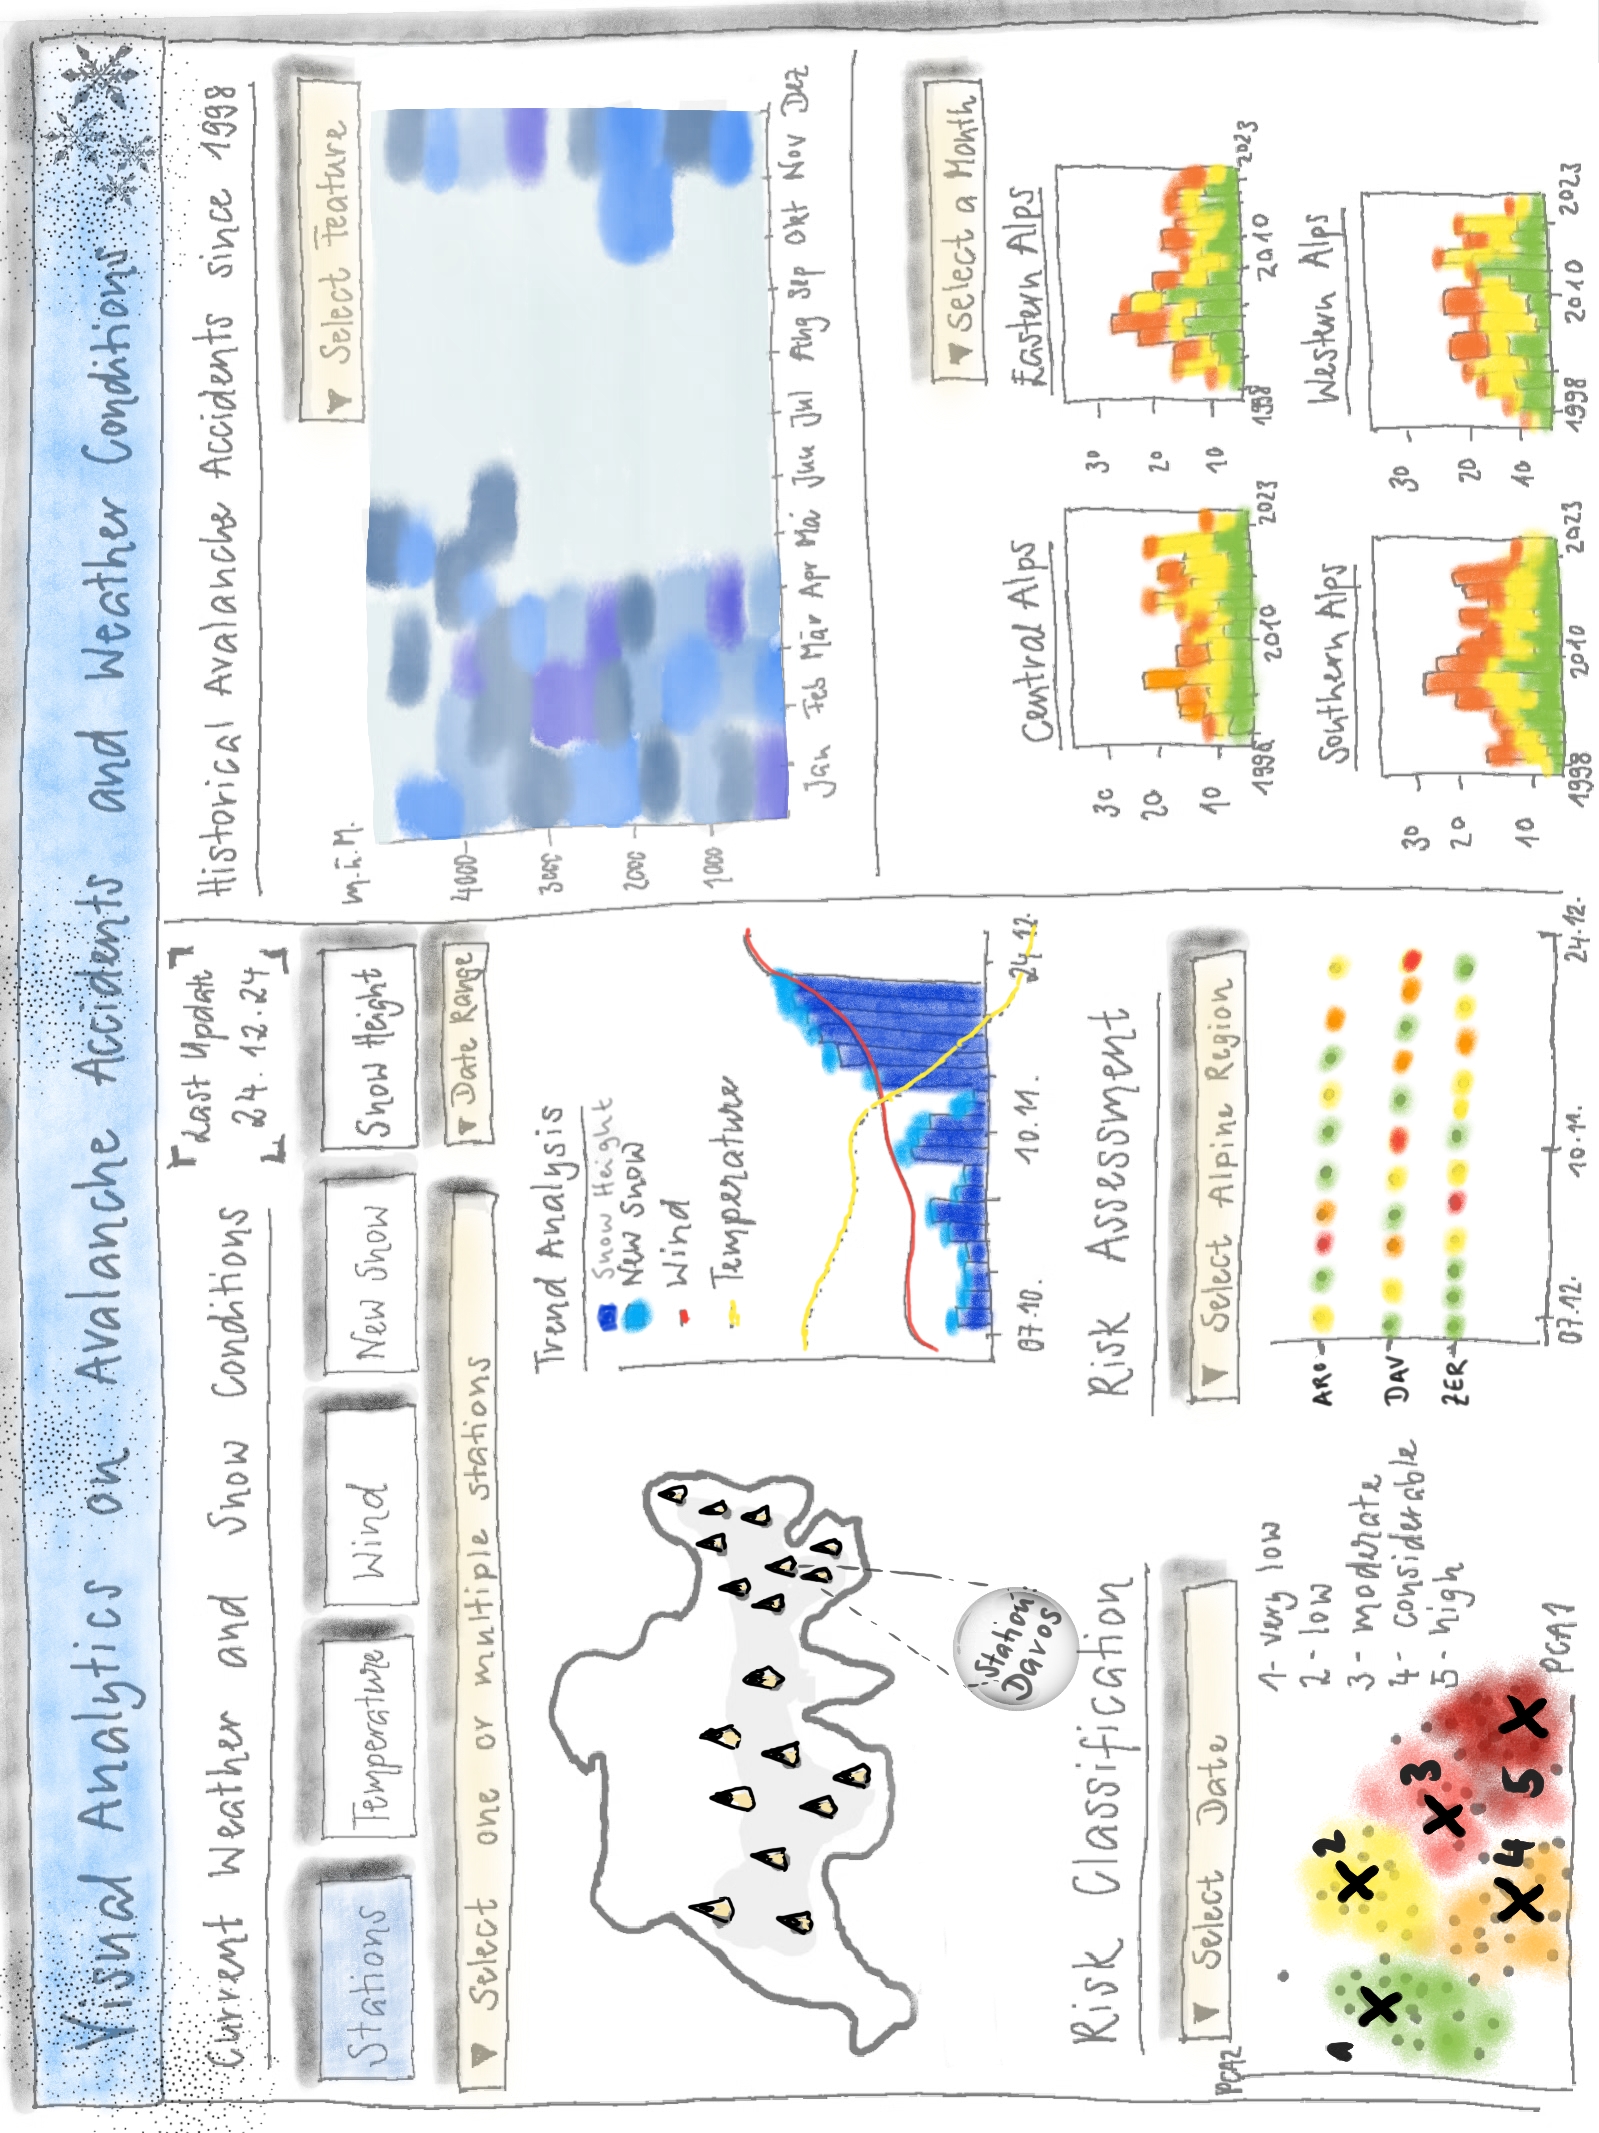 Visual Analytics on Avalanche Accidents and Weather Conditions
Current Weather and Snow Conditions
Last Update
24.12.24
Stations
Temperature
Wind
New Snow
Snow Height
▼ Select one or multiple stations
▼ Date Range
Station:
Davos
Trend Analysis
Snow Height
New Snow
Wind
Temperature
07.10. 10.11. 24.12.
Risk Classification
▼ Select Date
PCA2
1- very low
2- low
3- moderate
4- considerable
5- high
1
2
3
4
5
PCA1
Risk Assessment
▼ Select Alpine Region
ARO
DAV
ZER
07.12. 10.11. 24.12.
Historical Avalanche Accidents since 1998
▼ Select Feature
m.ü.M.
4000
3000
2000
1000
Jan Feb Mär Apr Mai Jun Jul Aug Sep Okt Nov Dez
▼ Select a Month
Central Alps
30
20
10
1998 2010 2023
Eastern Alps
30
20
10
1998 2010 2023
Southern Alps
30
20
10
1998 2010 2023
Western Alps
30
20
10
1998 2010 2023